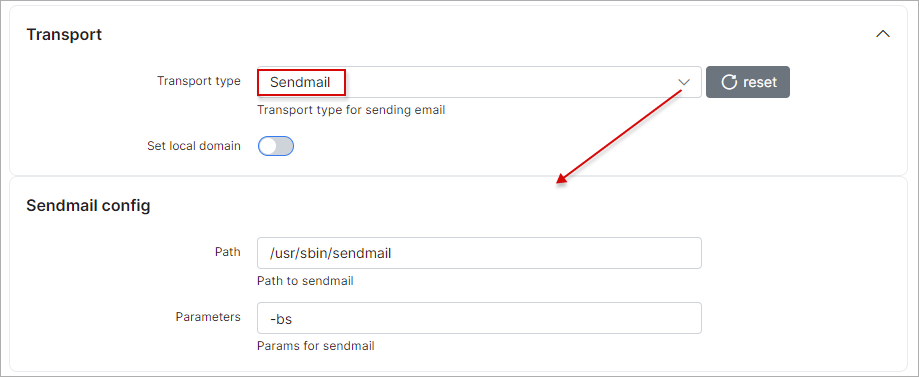 Transport
Transport type Sendmail reset
Transport type for sending email
Set local domain
Sendmail config
Path /usr/sbin/sendmail
Path to sendmail
Parameters -bs
Params for sendmail